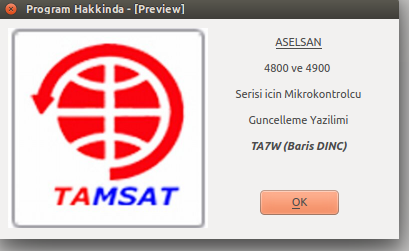 Program Hakkinda - [Preview]
ASELSAN
4800 ve 4900
Serisi icin Mikrokontrolcu
Guncelleme Yazilimi
TA7W (Baris DINC)
TAMSAT
OK